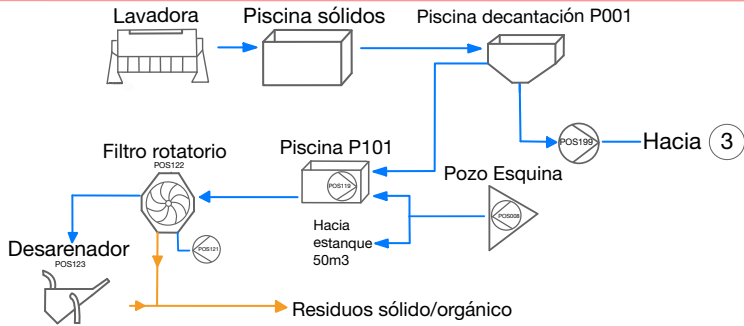 Lavadora
Piscina sólidos
Piscina decantación P001
POS199
Hacia 3
Filtro rotatorio
POS122
Piscina P101
POS119
Pozo Esquina
POS008
Hacia
estanque
50m3
POS121
Desarenador
POS123
Residuos sólido/orgánico